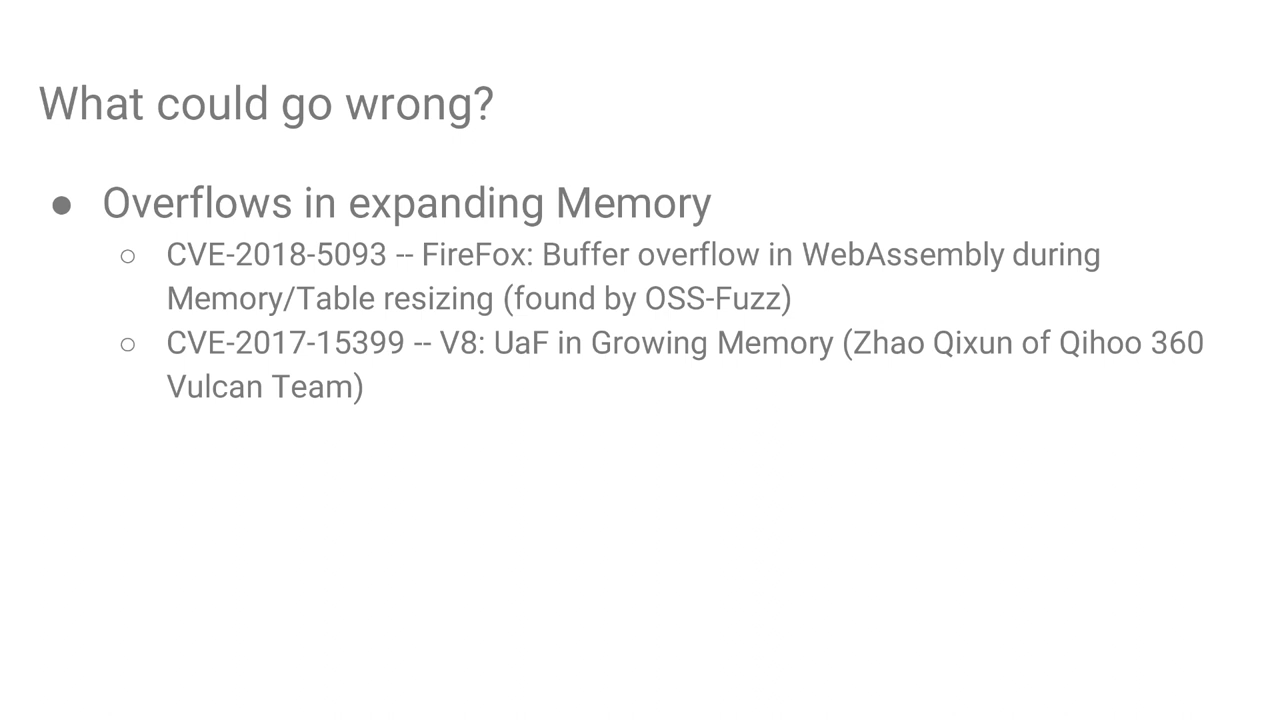 What could go wrong?
● Overflows in expanding Memory
○ CVE-2018-5093 -- FireFox: Buffer overflow in WebAssembly during
Memory/Table resizing (found by OSS-Fuzz)
○ CVE-2017-15399 -- V8: UaF in Growing Memory (Zhao Qixun of Qihoo 360
Vulcan Team)